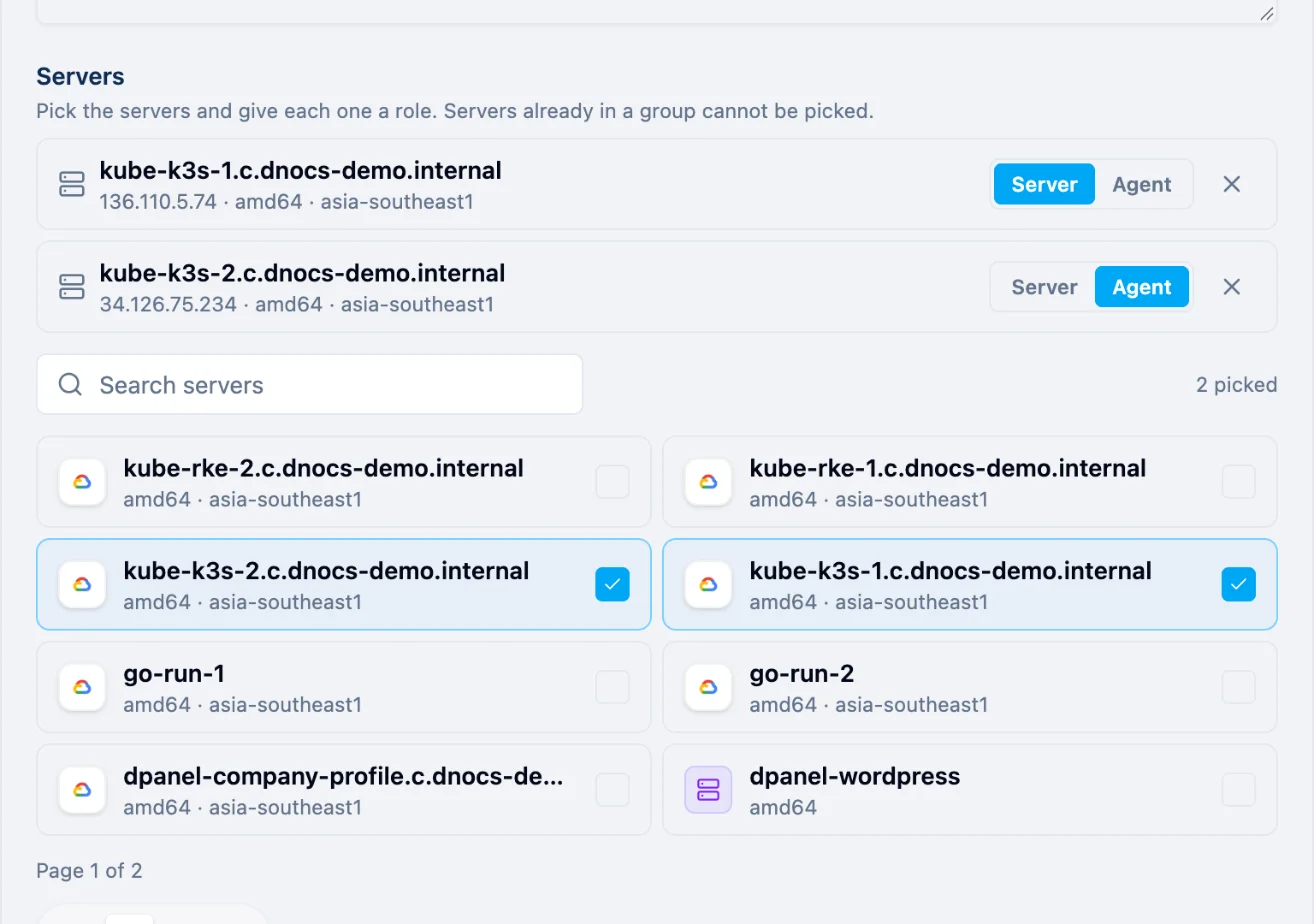 Servers
Pick the servers and give each one a role. Servers already in a group cannot be picked.
kube-k3s-1.c.dnocs-demo.internal
136.110.5.74 · amd64 · asia-southeast1
Server Agent
kube-k3s-2.c.dnocs-demo.internal
34.126.75.234 · amd64 · asia-southeast1
Server Agent
Search servers
2 picked
kube-rke-2.c.dnocs-demo.internal
amd64 · asia-southeast1
kube-rke-1.c.dnocs-demo.internal
amd64 · asia-southeast1
kube-k3s-2.c.dnocs-demo.internal
amd64 · asia-southeast1
kube-k3s-1.c.dnocs-demo.internal
amd64 · asia-southeast1
go-run-1
amd64 · asia-southeast1
go-run-2
amd64 · asia-southeast1
dpanel-company-profile.c.dnocs-de...
amd64 · asia-southeast1
dpanel-wordpress
amd64
Page 1 of 2